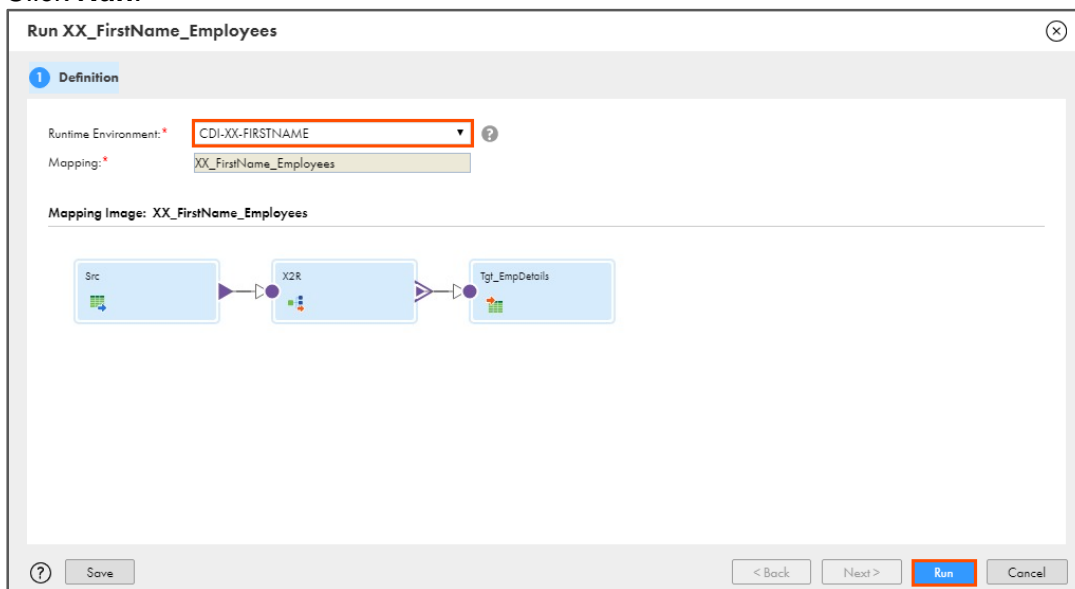 Run XX_FirstName_Employees
1 Definition
Runtime Environment:* CDI-XX-FIRSTNAME
Mapping:* XX_FirstName_Employees
Mapping Image: XX_FirstName_Employees
Src X2R Tgt_EmpDetails
Save < Back Next > Run Cancel